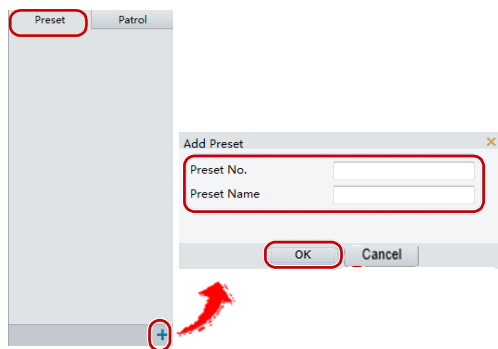 Preset Patrol
Add Preset
Preset No.
Preset Name
OK Cancel